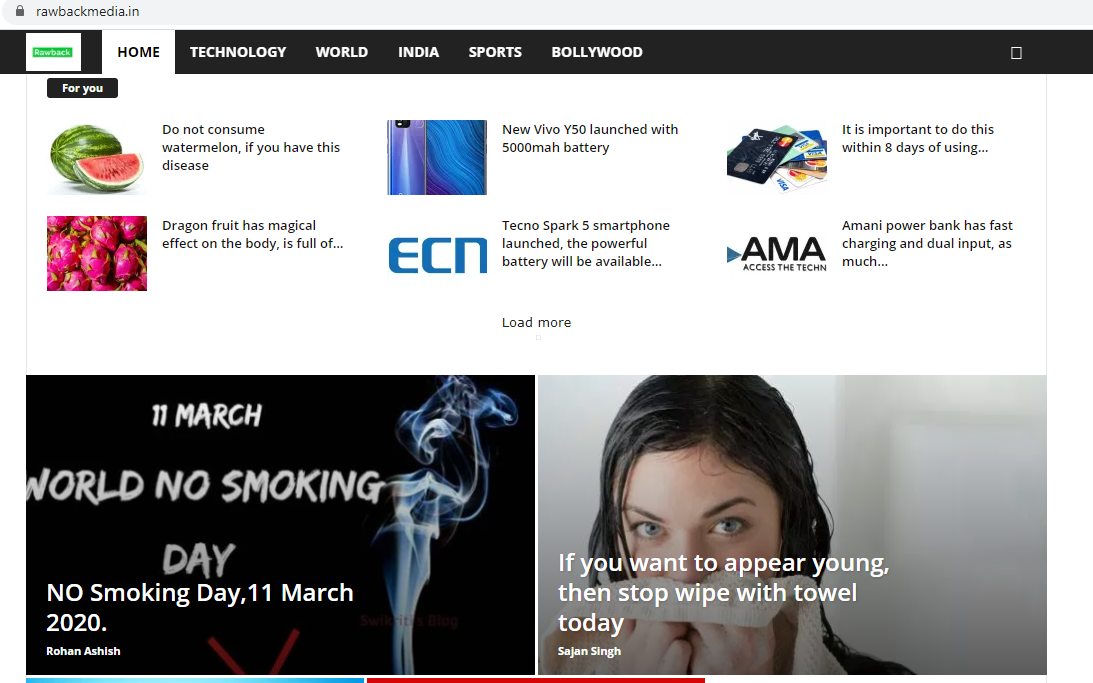 rawbackmedia.in
Rawback
HOME TECHNOLOGY WORLD INDIA SPORTS BOLLYWOOD
For you
Do not consume
watermelon, if you have this
disease
New Vivo Y50 launched with
5000mah battery
It is important to do this
within 8 days of using...
VISA
Dragon fruit has magical
effect on the body, is full of...
ECN
Tecno Spark 5 smartphone
launched, the powerful
battery will be available...
AMA
ACCESS THE TECHN
Amani power bank has fast
charging and dual input, as
much...
Load more
11 MARCH
WORLD NO SMOKING
DAY
NO Smoking Day,11 March
2020.
Swikriti's Blog
Rohan Ashish
If you want to appear young,
then stop wipe with towel
today
Sajan Singh